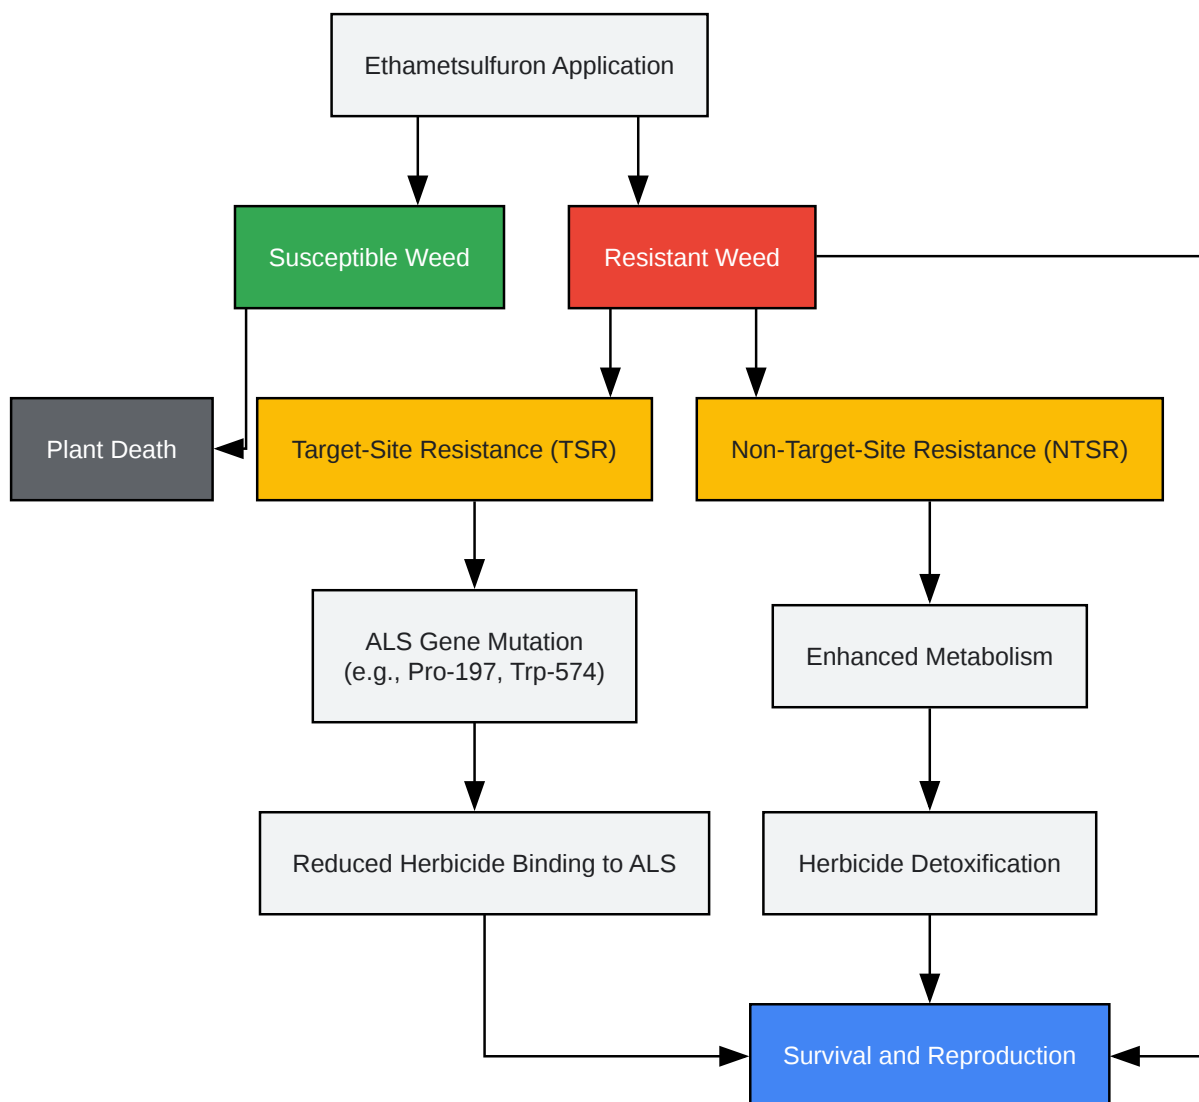 Ethametsulfuron Application
Susceptible Weed
Resistant Weed
Plant Death
Target-Site Resistance (TSR)
Non-Target-Site Resistance (NTSR)
ALS Gene Mutation
(e.g., Pro-197, Trp-574)
Enhanced Metabolism
Reduced Herbicide Binding to ALS
Herbicide Detoxification
Survival and Reproduction